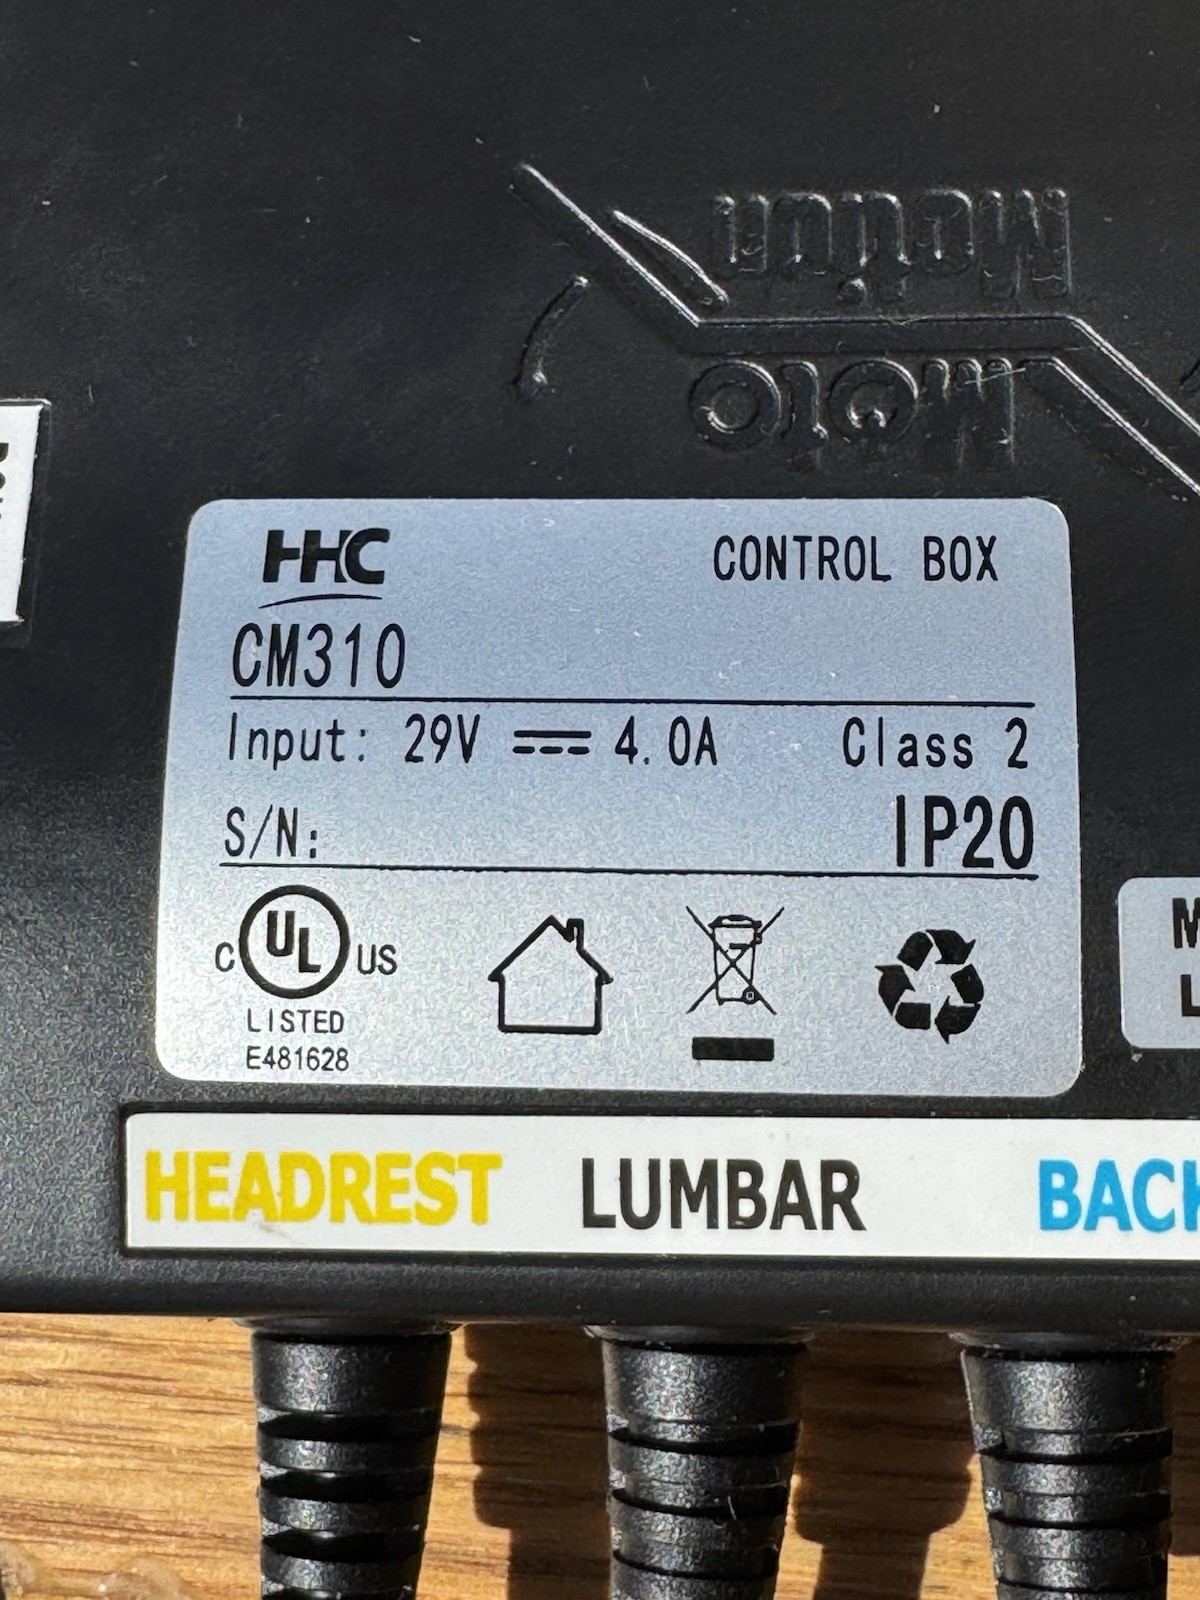 Motion
Moto
HHC
CONTROL BOX
CM310
Input: 29V ⎓ 4.0A Class 2
S/N:
IP20
C UL US
LISTED
E481628
HEADREST LUMBAR BACK